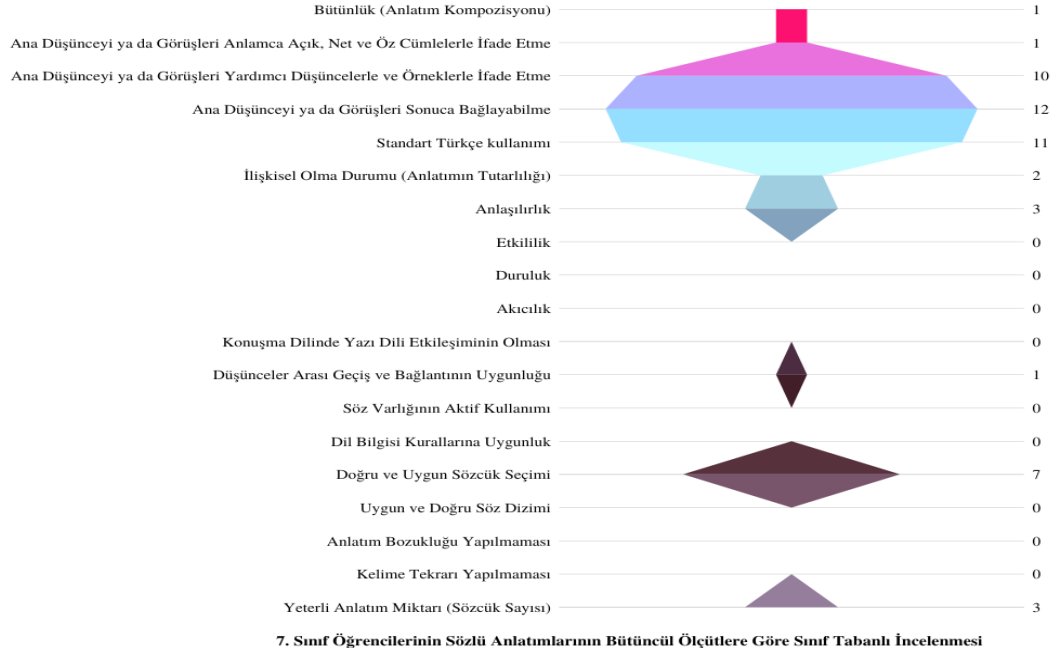 Bütünlük (Anlatım Kompozisyonu) 1
Ana Düşünceyi ya da Görüşleri Anlamca Açık, Net ve Öz Cümlelerle İfade Etme 1
Ana Düşünceyi ya da Görüşleri Yardımcı Düşüncelerle ve Örneklerle İfade Etme 10
Ana Düşünceyi ya da Görüşleri Sonuca Bağlayabilme 12
Standart Türkçe kullanımı 11
İlişkisel Olma Durumu (Anlatımın Tutarlılığı) 2
Anlaşılırlık 3
Etkililik 0
Duruluk 0
Akıcılık 0
Konuşma Dilinde Yazı Dili Etkileşiminin Olması 0
Düşünceler Arası Geçiş ve Bağlantının Uygunluğu 1
Söz Varlığının Aktif Kullanımı 0
Dil Bilgisi Kurallarına Uygunluk 0
Doğru ve Uygun Sözcük Seçimi 7
Uygun ve Doğru Söz Dizimi 0
Anlatım Bozukluğu Yapılmaması 0
Kelime Tekrarı Yapılmaması 0
Yeterli Anlatım Miktarı (Sözcük Sayısı) 3
7. Sınıf Öğrencilerinin Sözlü Anlatımlarının Bütüncül Ölçütlere Göre Sınıf Tabanlı İncelenmesi